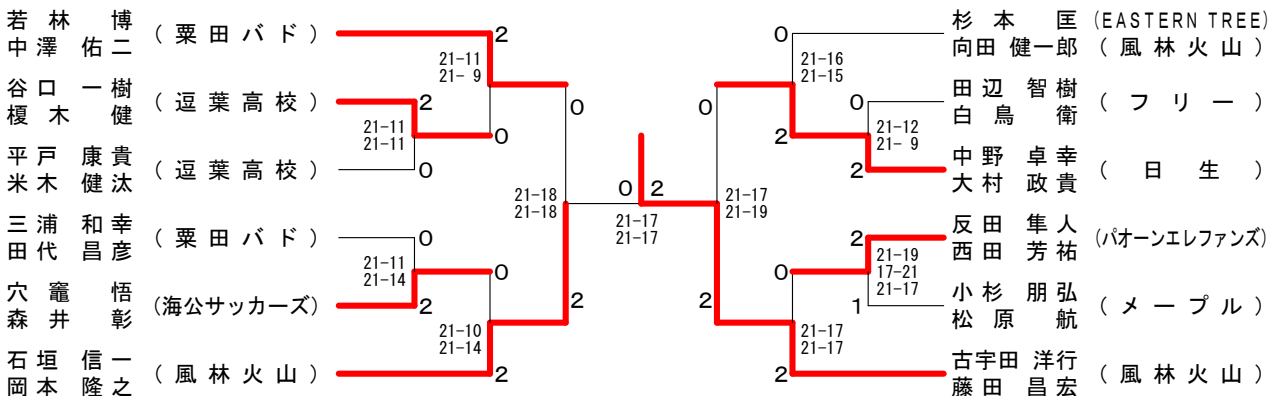 若林 博
中澤 佑二
(栗田バド)
谷口 一樹
榎木 健
(逗葉高校)
平戸 康貴
米木 健汰
(逗葉高校)
三浦 和幸
田代 昌彦
(栗田バド)
穴竈 悟
森井 彰
(海公サッカーズ)
石垣 信一
岡本 隆之
(風林火山)
2
21-11
21- 9
2
21-11
21-11
0
0
0
0
21-11
21-14
2
0
21-10
21-14
2
21-18
21-18
2
0 2
21-17
21-17
0
21-17
21-19
2
0
21-16
21-15
2
0
21-12
21- 9
2
2
21-19
17-21
21-17
1
0
21-17
21-17
2
杉本 匡
(EASTERN TREE)
向田 健一郎
(風林火山)
田辺 智樹
白鳥 衛
(フリー)
中野 卓幸
大村 政貴
(日生)
反田 隼人
西田 芳祐
(パオーンエレファンズ)
小杉 朋弘
松原 航
(メープル)
古宇田 洋行
藤田 昌宏
(風林火山)